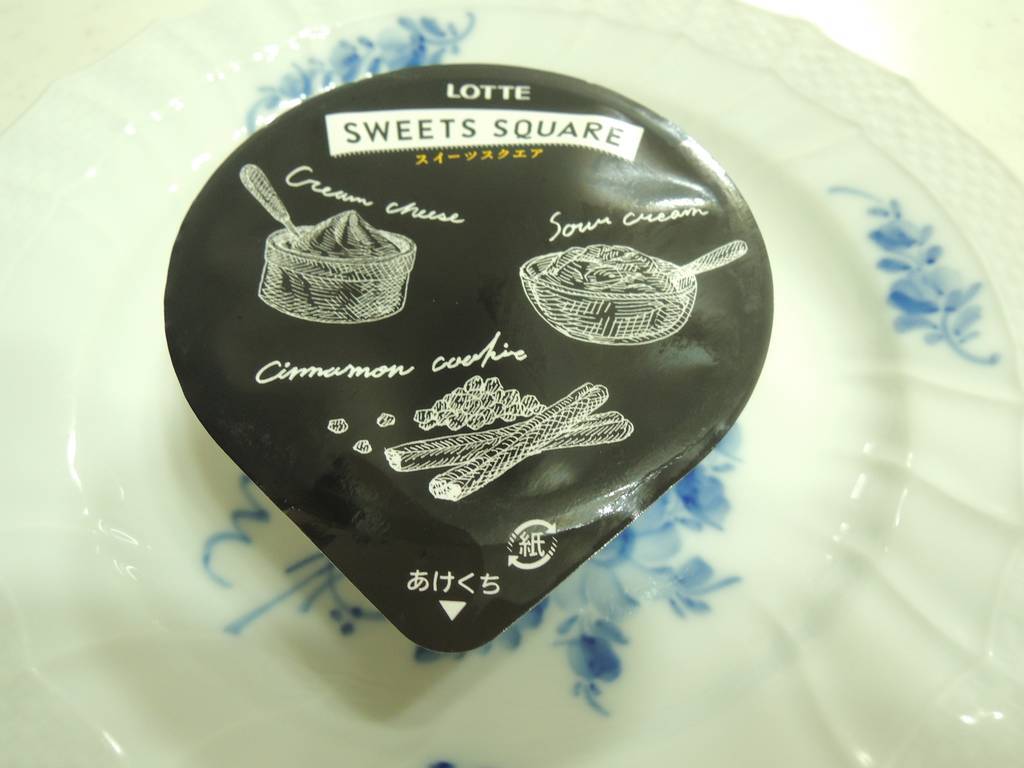 LOTTE
SWEETS SQUARE
スイーツスクエア
Cream cheese
Sour cream
Cinnamon cookie
紙
あけくち